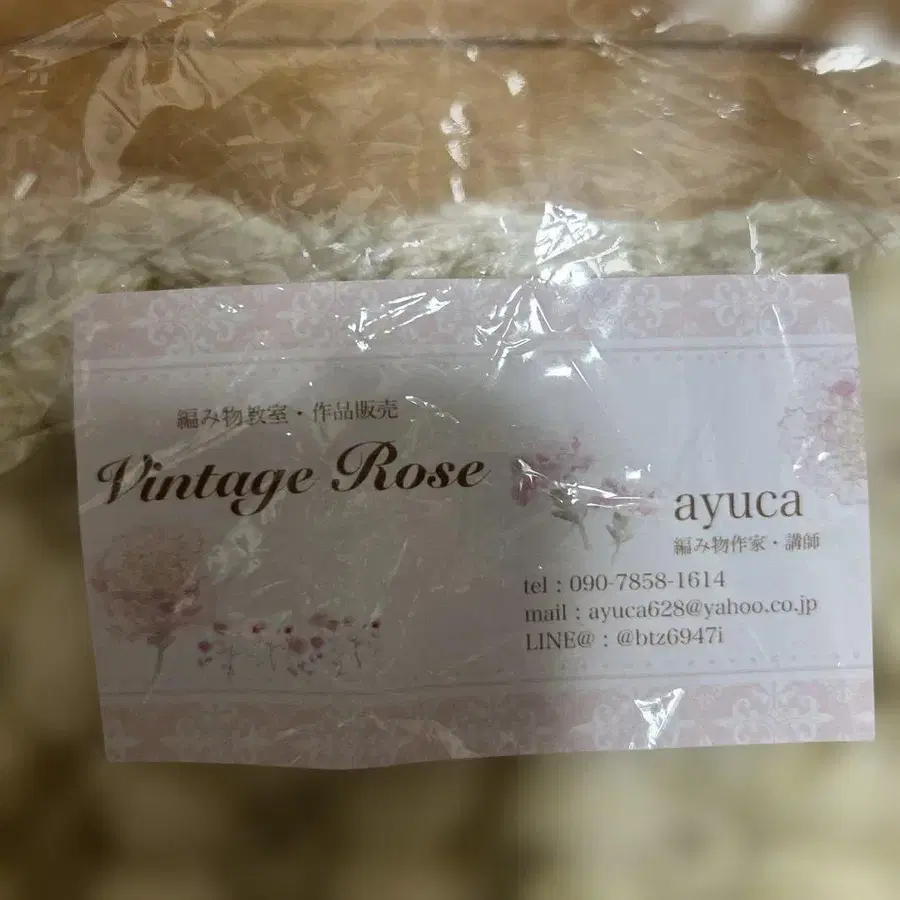 編み物教室・作品販売
Vintage Rose
ayuca
編み物作家・講師
tel : 090-7858-1614
mail : ayuca628@yahoo.co.jp
LINE@ : @btz6947i